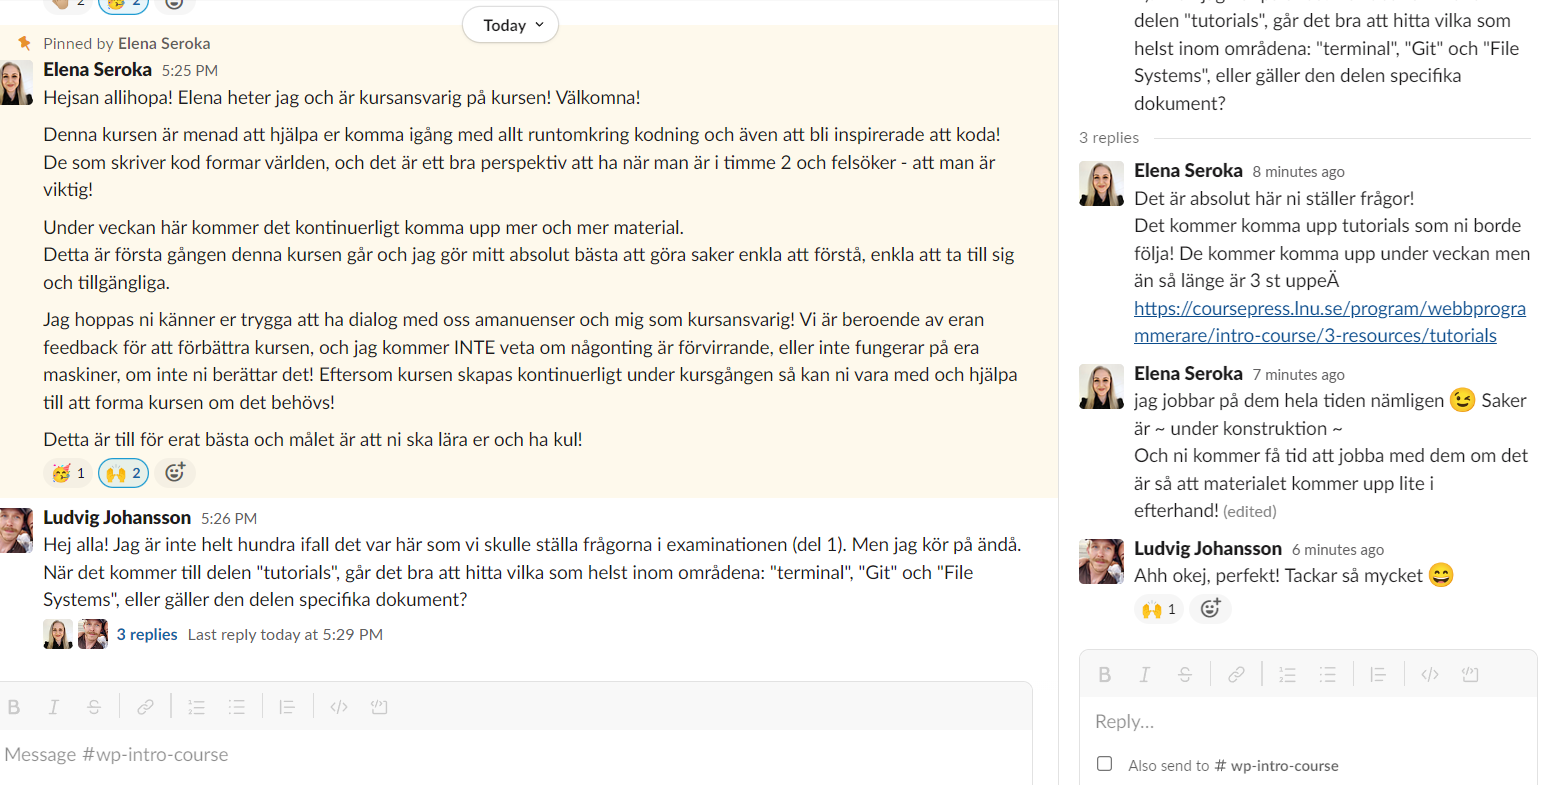 2
2
Today
Pinned by Elena Seroka
Elena Seroka 5:25 PM
Hejsan allihopa! Elena heter jag och är kursansvarig på kursen! Välkomna!
Denna kursen är menad att hjälpa er komma igång med allt runtomkring kodning och även att bli inspirerade att koda!
De som skriver kod formar världen, och det är ett bra perspektiv att ha när man är i timme 2 och felsöker - att man är
viktig!
Under veckan här kommer det kontinuerligt komma upp mer och mer material.
Detta är första gången denna kursen går och jag gör mitt absolut bästa att göra saker enkla att förstå, enkla att ta till sig
och tillgängliga.
Jag hoppas ni känner er trygga att ha dialog med oss amanuenser och mig som kursansvarig! Vi är beroende av eran
feedback för att förbättra kursen, och jag kommer INTE veta om någonting är förvirrande, eller inte fungerar på era
maskiner, om inte ni berättar det! Eftersom kursen skapas kontinuerligt under kursgången så kan ni vara med och hjälpa
till att forma kursen om det behövs!
Detta är till för erat bästa och målet är att ni ska lära er och ha kul!
1 2
Ludvig Johansson 5:26 PM
Hej alla! Jag är inte helt hundra ifall det var här som vi skulle ställa frågorna i examinationen (del 1). Men jag kör på ändå.
När det kommer till delen "tutorials", går det bra att hitta vilka som helst inom områdena: "terminal", "Git" och "File
Systems", eller gäller den delen specifika dokument?
3 replies Last reply today at 5:29 PM
B I S
Message #wp-intro-course
delen "tutorials", går det bra att hitta vilka som
helst inom områdena: "terminal", "Git" och "File
Systems", eller gäller den delen specifika
dokument?
3 replies
Elena Seroka 8 minutes ago
Det är absolut här ni ställer frågor!
Det kommer komma upp tutorials som ni borde
följa! De kommer komma upp under veckan men
än så länge är 3 st uppeÄ
https://coursepress.lnu.se/program/webbprogra
mmerare/intro-course/3-resources/tutorials
Elena Seroka 7 minutes ago
jag jobbar på dem hela tiden nämligen 😉 Saker
är ~ under konstruktion ~
Och ni kommer få tid att jobba med dem om det
är så att materialet kommer upp lite i
efterhand! (edited)
Ludvig Johansson 6 minutes ago
Ahh okej, perfekt! Tackar så mycket 😄
1
B I S
Reply...
Also send to # wp-intro-course